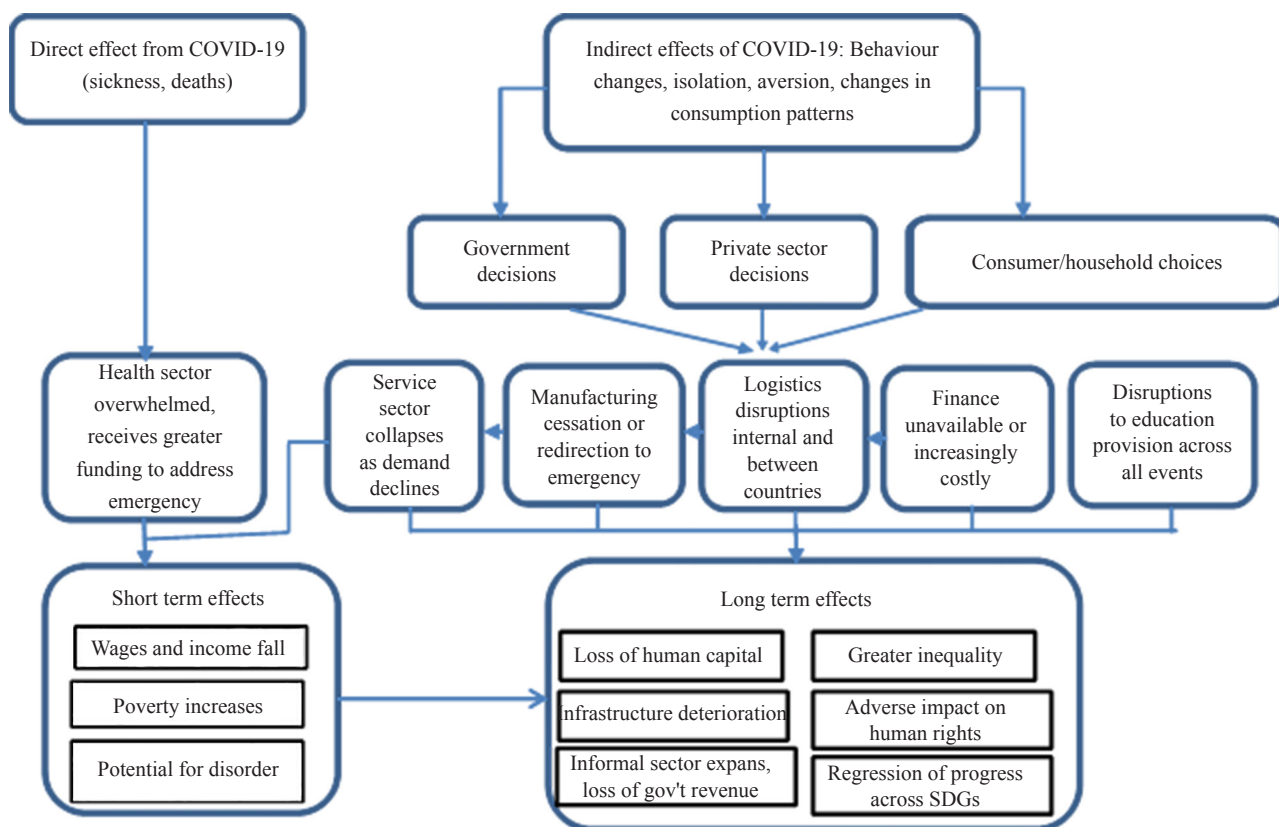 Direct effect from COVID-19
(sickness, deaths)
Indirect effects of COVID-19: Behaviour
changes, isolation, aversion, changes in
consumption patterns
Government
decisions
Private sector
decisions
Consumer/household choices
Health sector
overwhelmed,
receives greater
funding to address
emergency
Service
sector
collapses
as demand
declines
Manufacturing
cessation or
redirection to
emergency
Logistics
disruptions
internal and
between
countries
Finance
unavailable or
increasingly
costly
Disruptions
to education
provision across
all events
Short term effects
Wages and income fall
Poverty increases
Potential for disorder
Long term effects
Loss of human capital
Infrastructure deterioration
Informal sector expans,
loss of gov't revenue
Greater inequality
Adverse impact on
human rights
Regression of progress
across SDGs